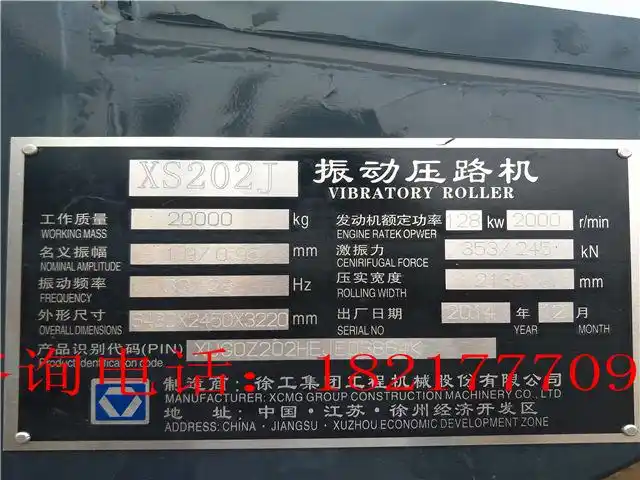 XS202J 振动压路机
VIBRATORY ROLLER
工作质量 20000 kg 发动机额定功率 128 kw 2000 r/min
WORKING MASS ENGINE RATEK OPWER
名义振幅 mm 激振力 353/245 kN
NOMINAL AMPLITUDE CENIRIFUGAL FORCE
振动频率 Hz 压实宽度 mm
FREQUENCY ROLLING WIDTH
外形尺寸 mm 出厂日期 2014 年 12 月
OVERALL DIMENSIONS SERIAL NO YEAR MONTH
产品识别代码(PIN)
Product identification code
询电话: 182177709
制造商:徐工集团工程机械股份有限公司
MANUFACTURER: XCMG GROUP CONSTRUCTION MACHINERY CO., LTD
地 址:中国·江苏·徐州经济开发区
ADDRESS: CHINA · JIANGSU · XUZHOU ECONOMIC DEVELOPMENT ZONE